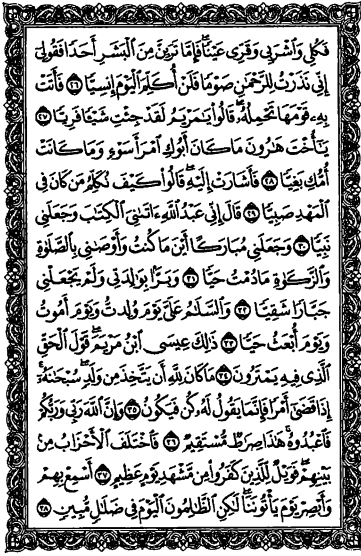 فَكُلِي وَاشْرَبِي وَقَرِّي عَيْنًا ۖ فَإِمَّا تَرَيِنَّ مِنَ الْبَشَرِ أَحَدًا فَقُولِي
إِنِّي نَذَرْتُ لِلرَّحْمَٰنِ صَوْمًا فَلَنْ أُكَلِّمَ الْيَوْمَ إِنسِيًّا ﴿٢٦﴾ فَأَتَتْ
بِهِ قَوْمَهَا تَحْمِلُهُ ۖ قَالُوا يَا مَرْيَمُ لَقَدْ جِئْتِ شَيْئًا فَرِيًّا ﴿٢٧﴾
يَا أُخْتَ هَارُونَ مَا كَانَ أَبُوكِ امْرَأَ سَوْءٍ وَمَا كَانَتْ
أُمُّكِ بَغِيًّا ﴿٢٨﴾ فَأَشَارَتْ إِلَيْهِ ۖ قَالُوا كَيْفَ نُكَلِّمُ مَن كَانَ فِي
الْمَهْدِ صَبِيًّا ﴿٢٩﴾ قَالَ إِنِّي عَبْدُ اللَّهِ آتَانِيَ الْكِتَابَ وَجَعَلَنِي
نَبِيًّا ﴿٣٠﴾ وَجَعَلَنِي مُبَارَكًا أَيْنَ مَا كُنتُ وَأَوْصَانِي بِالصَّلَاةِ
وَالزَّكَاةِ مَا دُمْتُ حَيًّا ﴿٣١﴾ وَبَرًّا بِوَالِدَتِي وَلَمْ يَجْعَلْنِي
جَبَّارًا شَقِيًّا ﴿٣٢﴾ وَالسَّلَامُ عَلَيَّ يَوْمَ وُلِدتُّ وَيَوْمَ أَمُوتُ
وَيَوْمَ أُبْعَثُ حَيًّا ﴿٣٣﴾ ذَٰلِكَ عِيسَى ابْنُ مَرْيَمَ ۚ قَوْلَ الْحَقِّ
الَّذِي فِيهِ يَمْتَرُونَ ﴿٣٤﴾ مَا كَانَ لِلَّهِ أَن يَتَّخِذَ مِن وَلَدٍ ۖ سُبْحَانَهُ ۚ
إِذَا قَضَىٰ أَمْرًا فَإِنَّمَا يَقُولُ لَهُ كُن فَيَكُونُ ﴿٣٥﴾ وَإِنَّ اللَّهَ رَبِّي وَرَبُّكُمْ
فَاعْبُدُوهُ ۚ هَٰذَا صِرَاطٌ مُّسْتَقِيمٌ ﴿٣٦﴾ فَاخْتَلَفَ الْأَحْزَابُ مِن
بَيْنِهِمْ ۖ فَوَيْلٌ لِّلَّذِينَ كَفَرُوا مِن مَّشْهَدِ يَوْمٍ عَظِيمٍ ﴿٣٧﴾ أَسْمِعْ بِهِمْ
وَأَبْصِرْ يَوْمَ يَأْتُونَنَا ۖ لَٰكِنِ الظَّالِمُونَ الْيَوْمَ فِي ضَلَالٍ مُّبِينٍ ﴿٣٨﴾